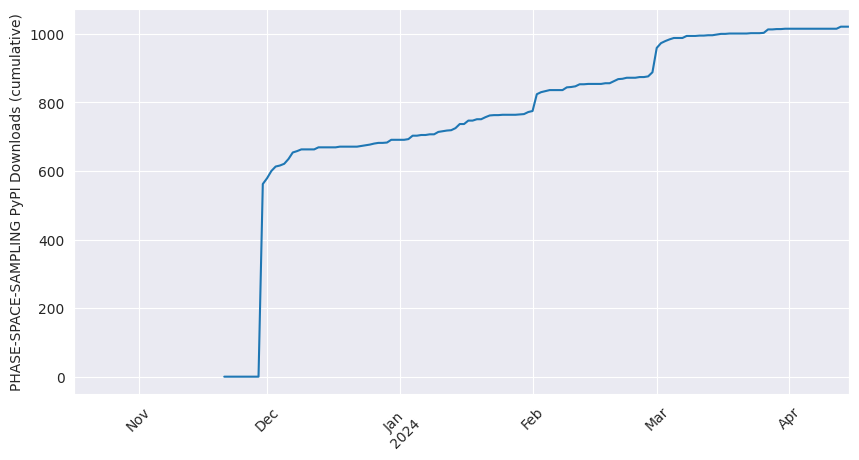 PHASE-SPACE-SAMPLING PyPI Downloads (cumulative)
1000
800
600
400
200
0
Nov
Dec
Jan
2024
Feb
Mar
Apr